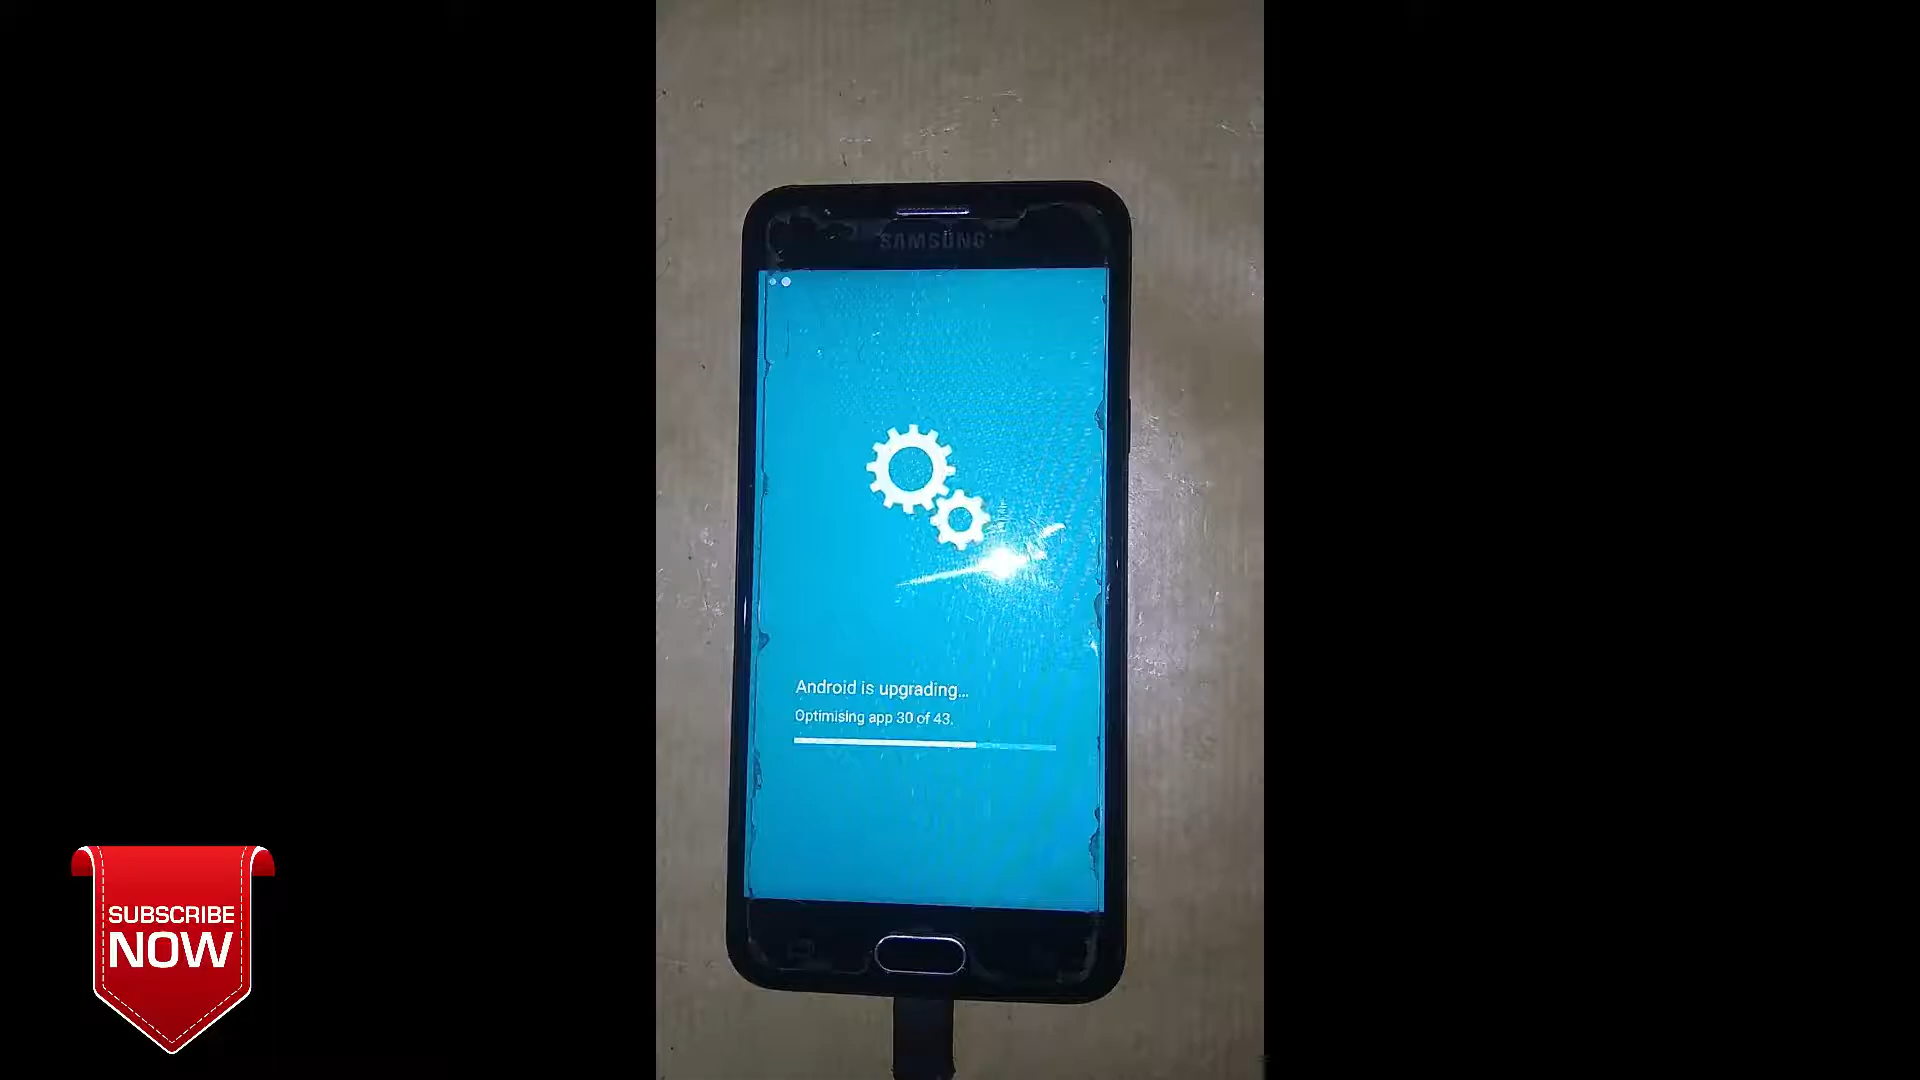 SAMSUNG
Android is upgrading...
Optimising app 30 of 43.
SUBSCRIBE
NOW